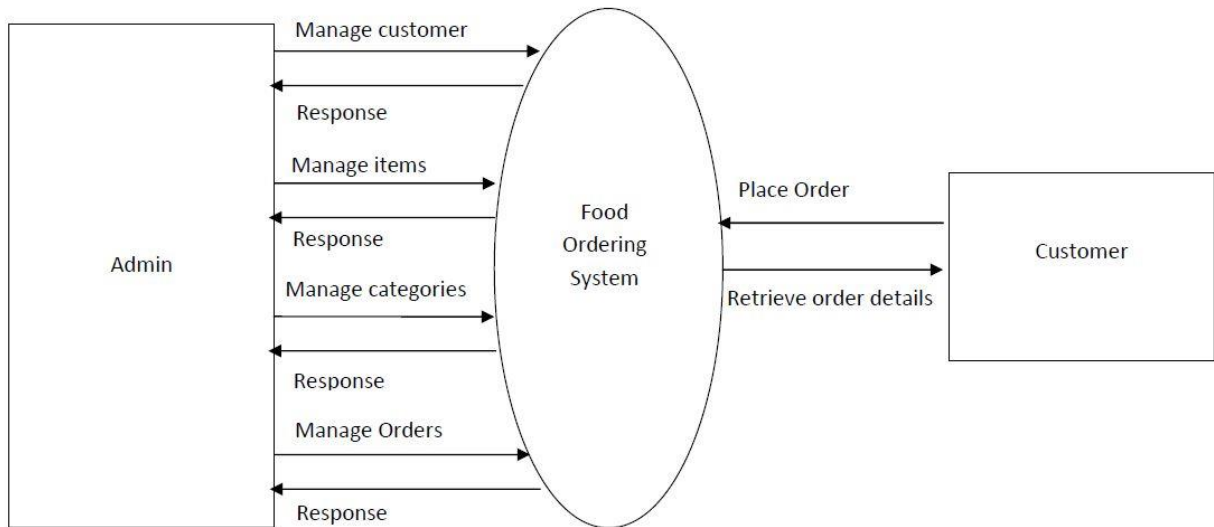 Manage customer
Response
Manage items
Response
Admin
Manage categories
Response
Manage Orders
Response
Food
Ordering
System
Place Order
Retrieve order details
Customer